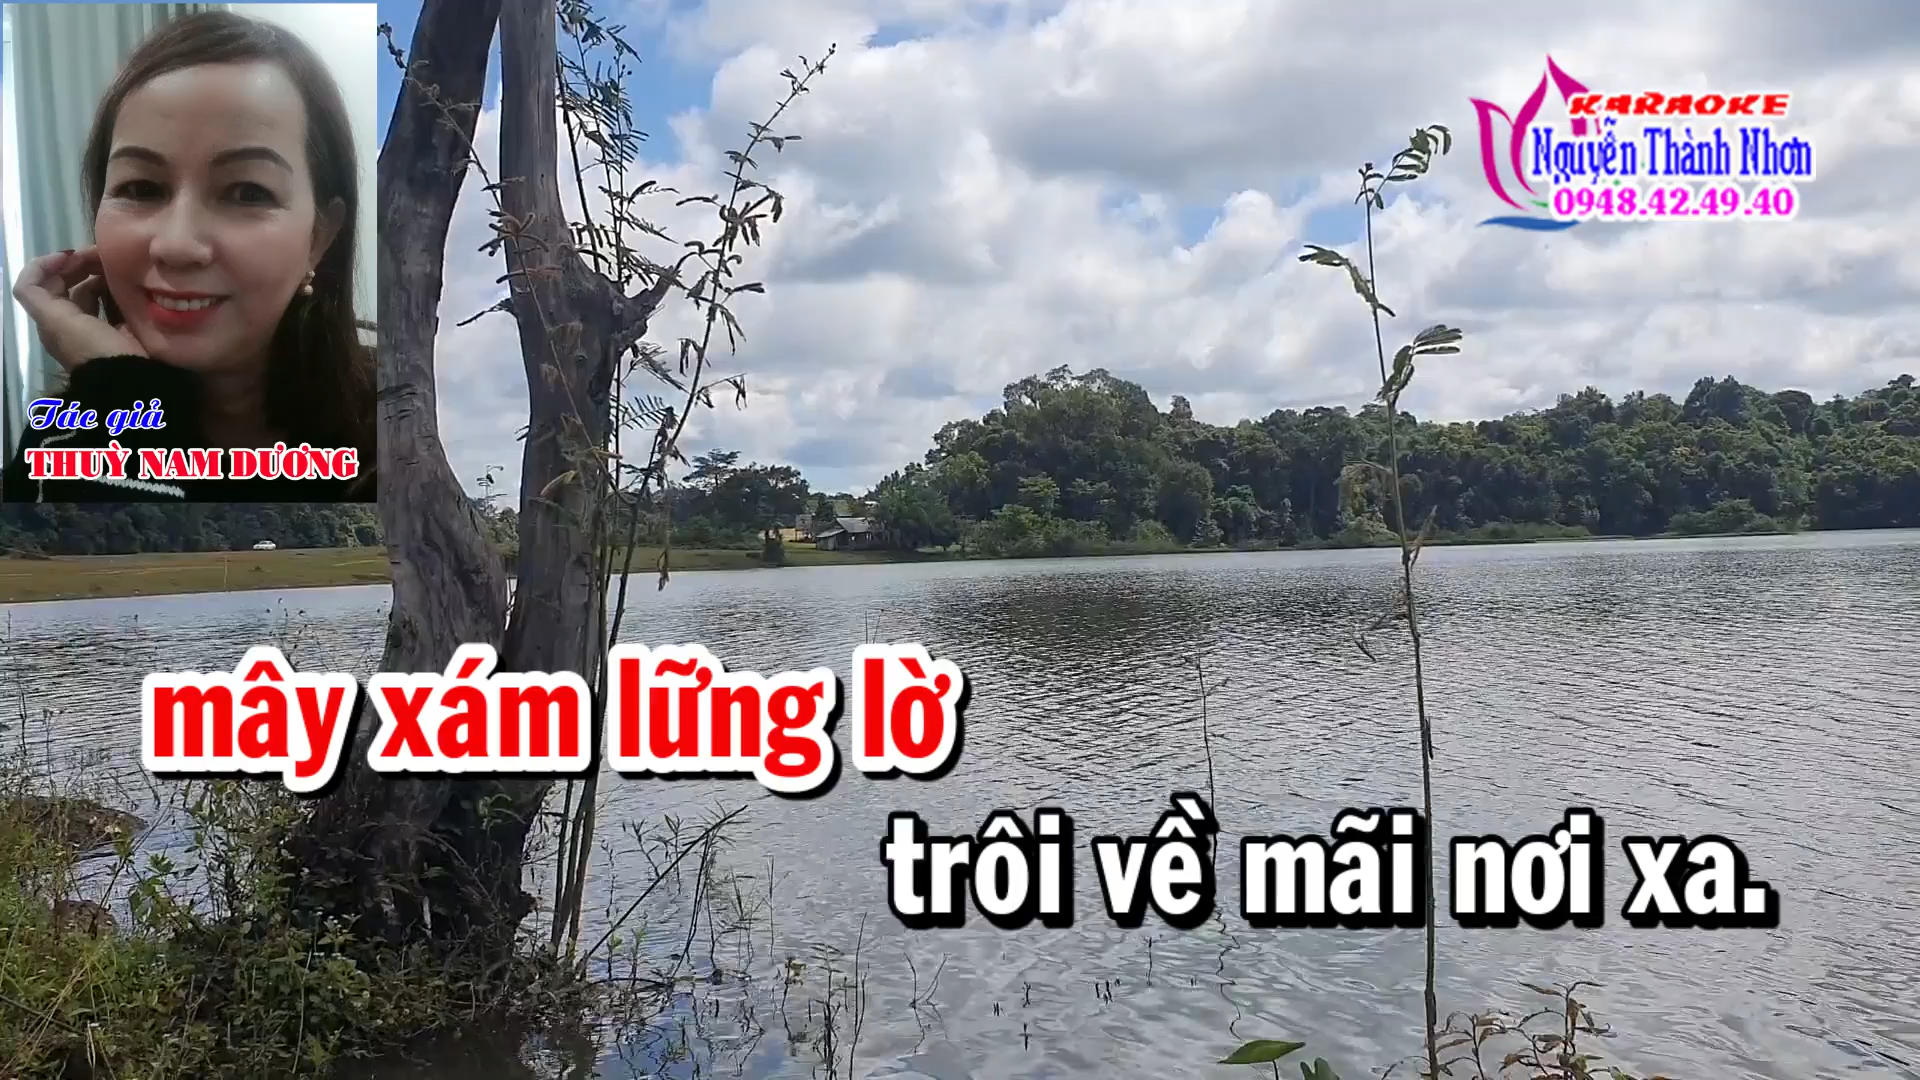 KARAOKE
Nguyễn Thành Nhơn
0948.42.49.40
Tác giả
THUỲ NAM DƯƠNG
mây xám lững lờ
trôi về mãi nơi xa.